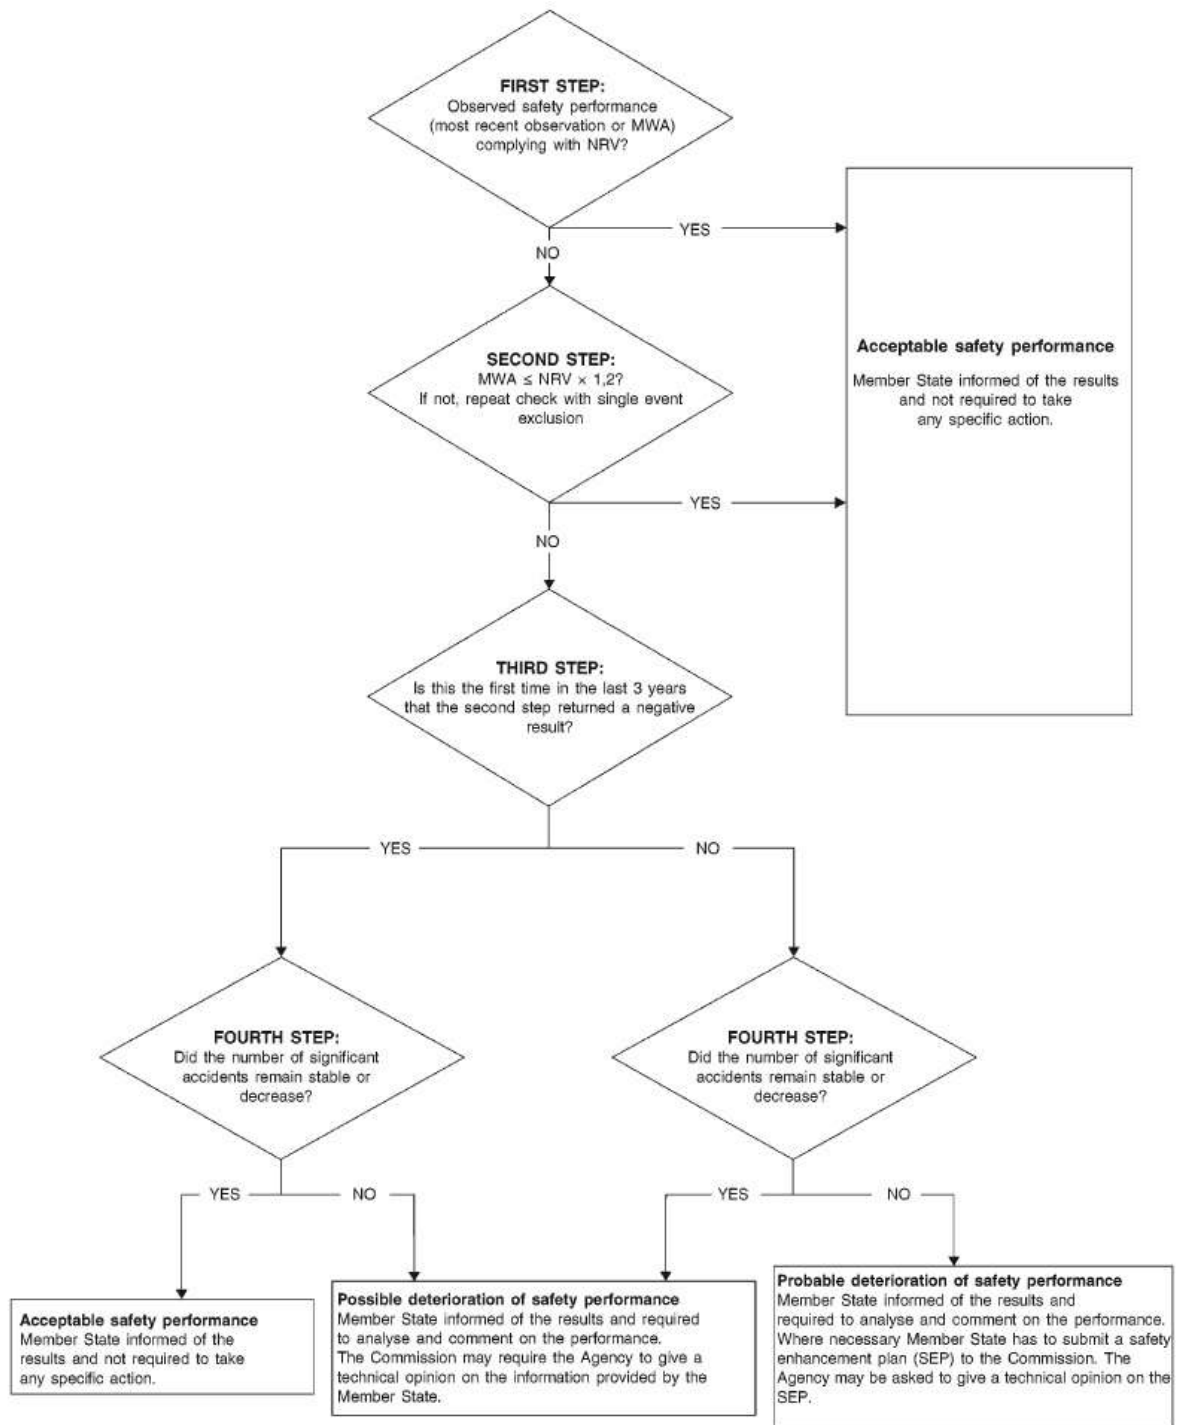 FIRST STEP:
Observed safety performance
(most recent observation or MWA)
complying with NRV?
YES
NO
SECOND STEP:
MWA ≤ NRV × 1,2?
If not, repeat check with single event
exclusion
Acceptable safety performance
Member State informed of the results
and not required to take
any specific action.
YES
NO
THIRD STEP:
Is this the first time in the last 3 years
that the second step returned a negative
result?
YES
NO
FOURTH STEP:
Did the number of significant
accidents remain stable or
decrease?
FOURTH STEP:
Did the number of significant
accidents remain stable or
decrease?
YES
NO
YES
NO
Acceptable safety performance
Member State informed of the
results and not required to take
any specific action.
Possible deterioration of safety performance
Member State informed of the results and required
to analyse and comment on the performance.
The Commission may require the Agency to give a
technical opinion on the information provided by the
Member State.
Probable deterioration of safety performance
Member State informed of the results and
required to analyse and comment on the performance.
Where necessary Member State has to submit a safety
enhancement plan (SEP) to the Commission. The
Agency may be asked to give a technical opinion on the
SEP.